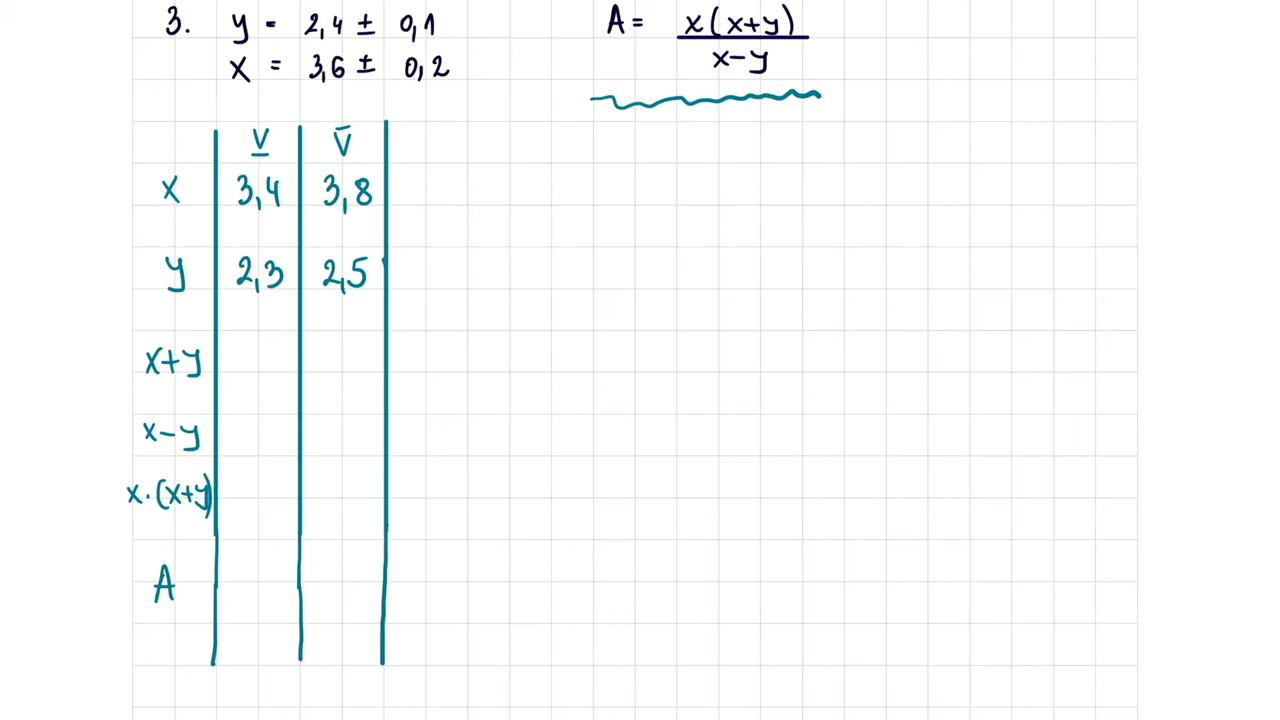 3. y = 2,4 ± 0,1
x = 3,6 ± 0,2
A = x(x+y)
x-y
V V̄
x 3,4 3,8
y 2,3 2,5
x+y
x-y
x·(x+y)
A